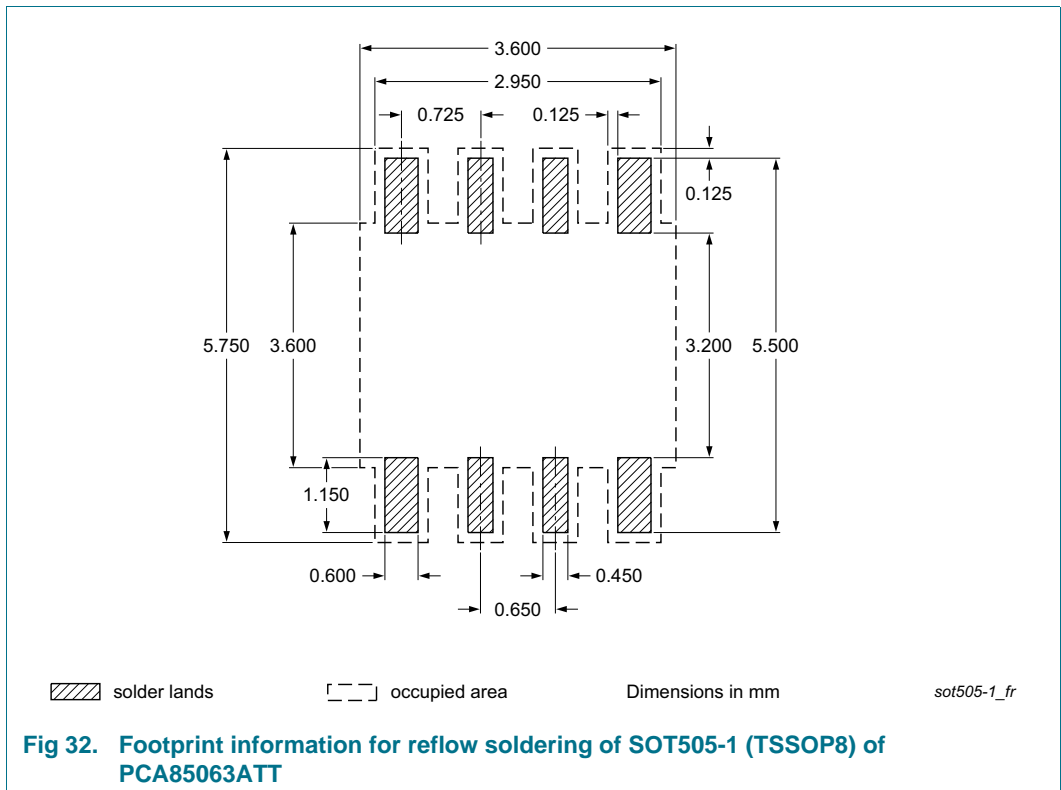 3.600
2.950
0.725
0.125
0.125
5.750
3.600
3.200
5.500
1.150
0.600
0.450
0.650
solder lands
occupied area
Dimensions in mm
sot505-1_fr
Fig 32. Footprint information for reflow soldering of SOT505-1 (TSSOP8) of
PCA85063ATT